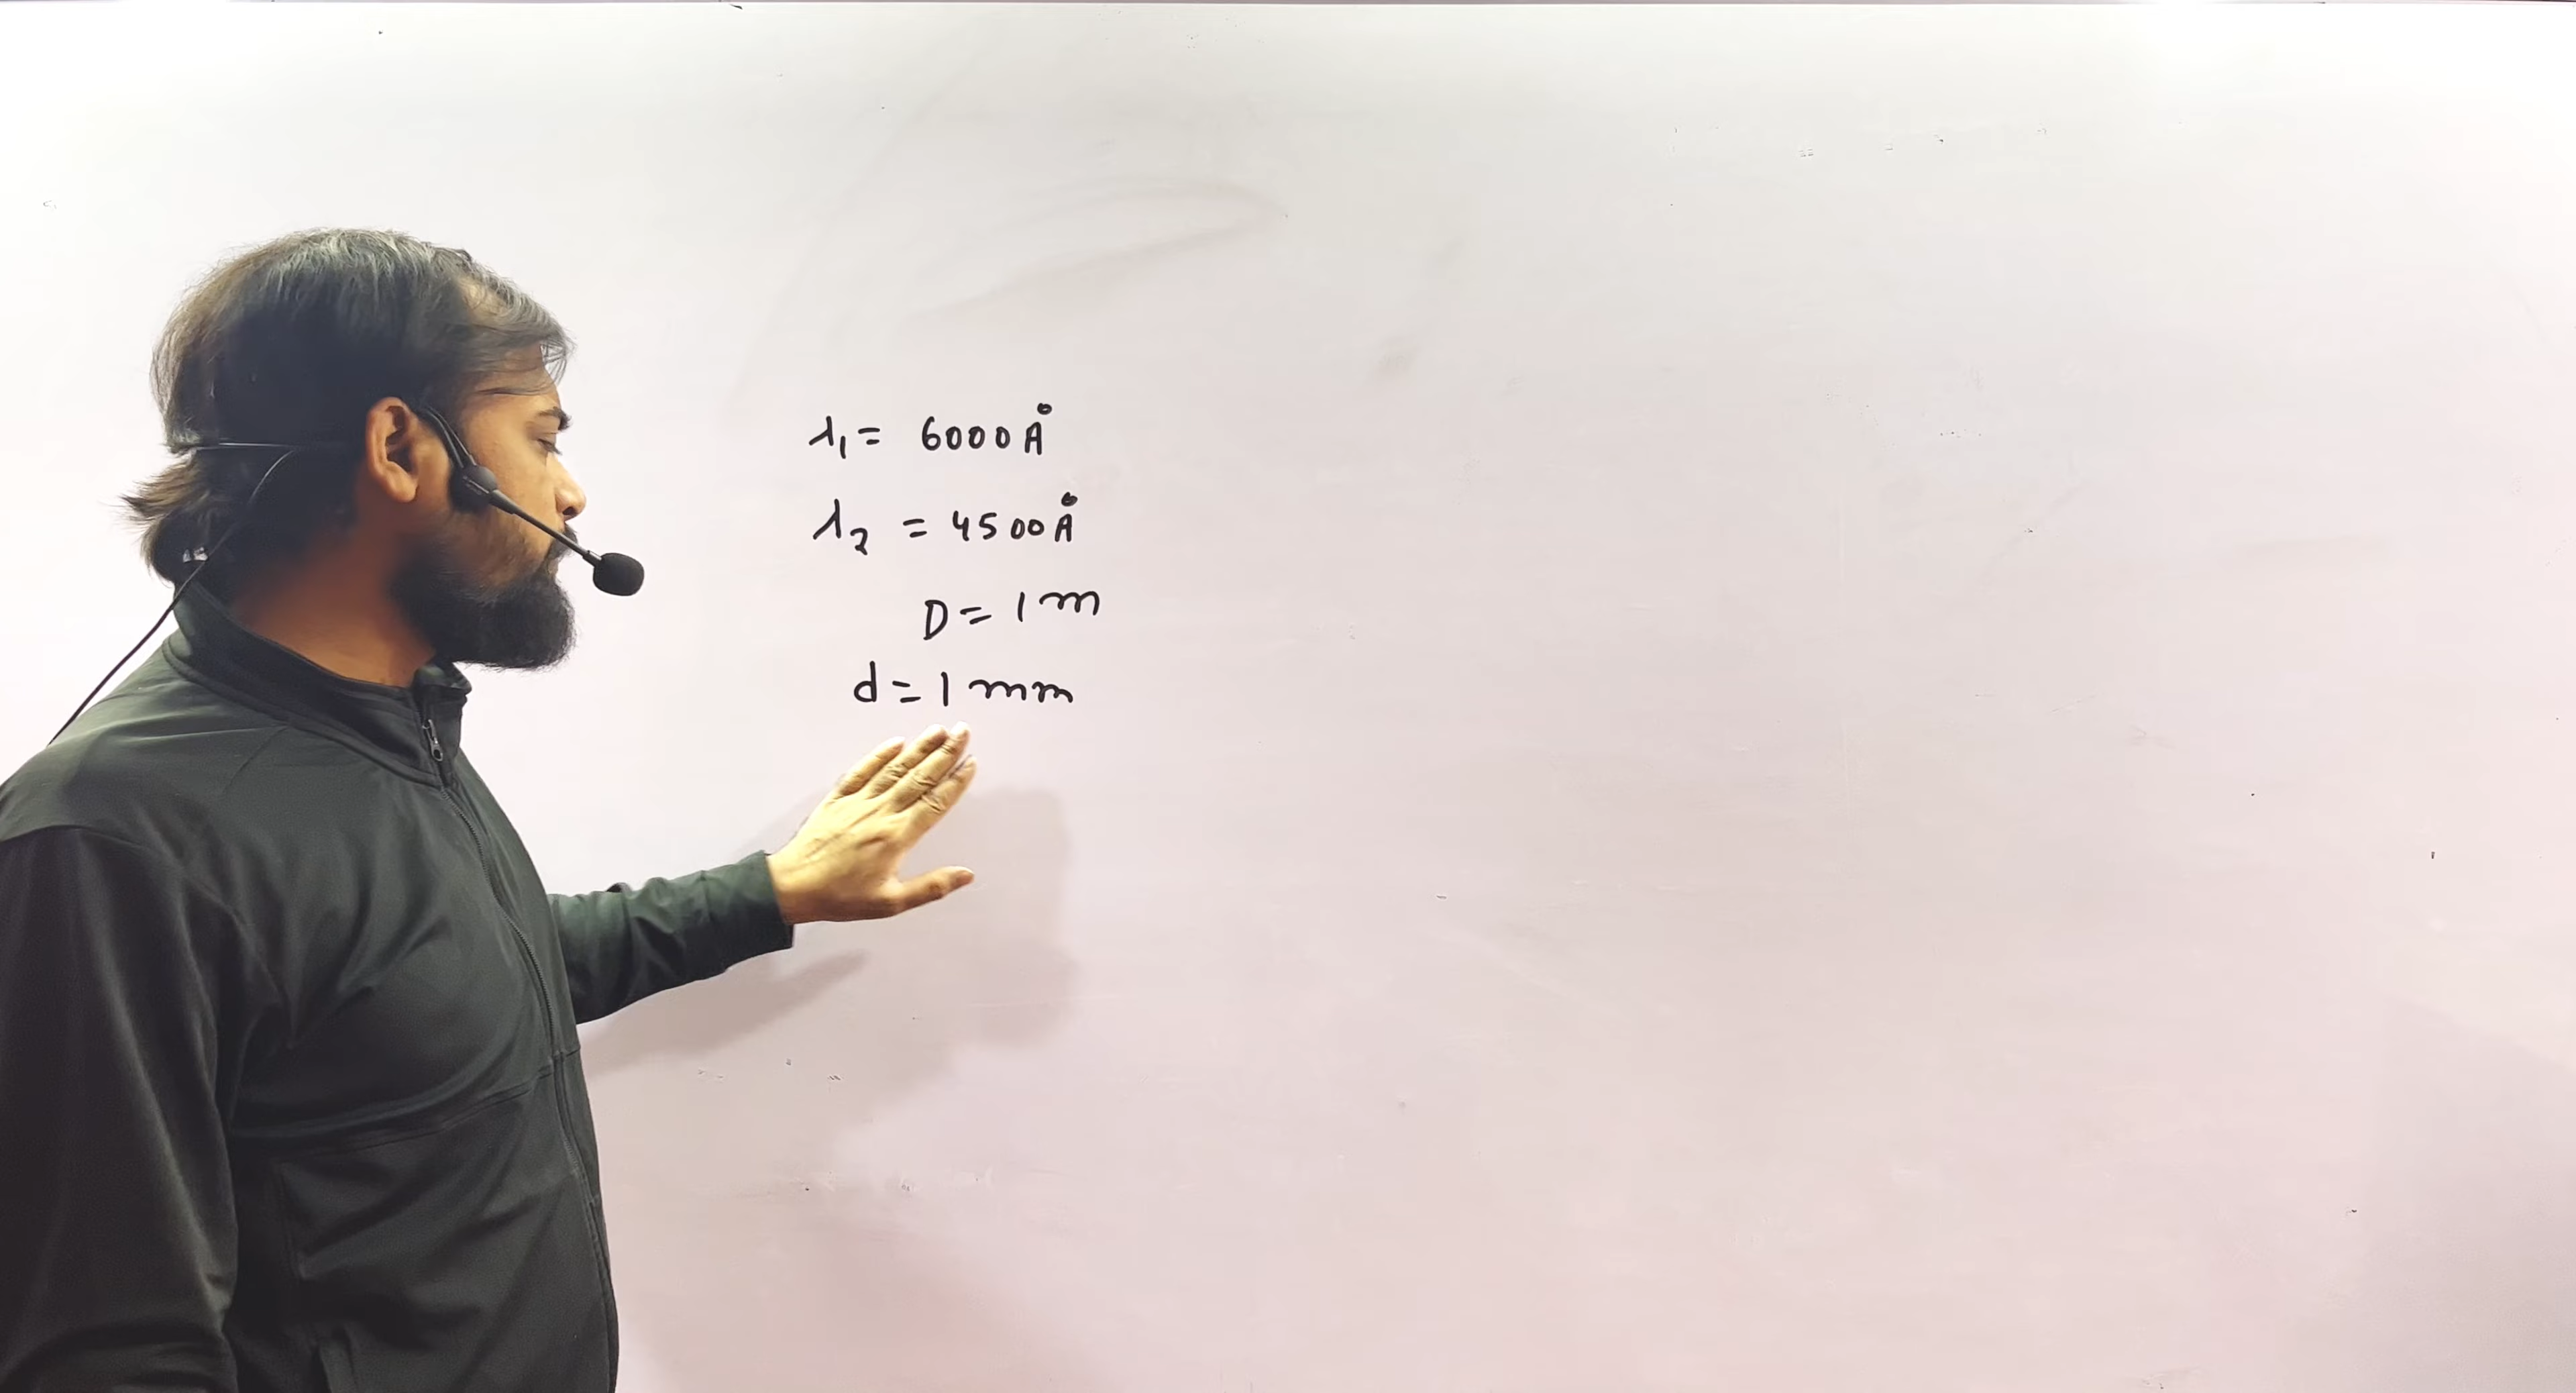 λ₁ = 6000 Å
λ₂ = 4500 Å
D = 1 m
d = 1 mm